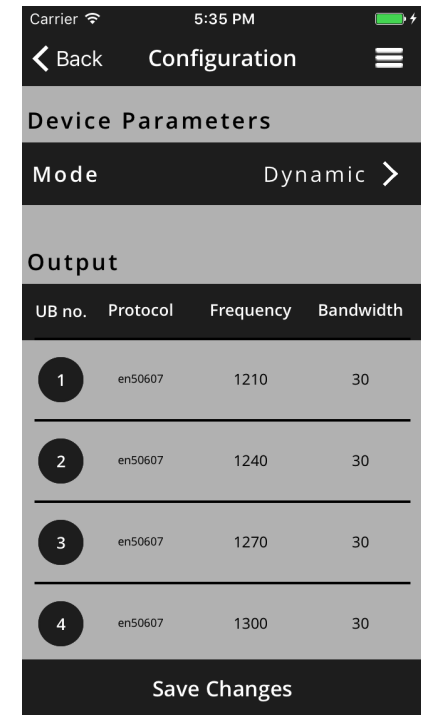 Carrier 5:35 PM
Back Configuration
Device Parameters
Mode Dynamic
Output
UB no. Protocol Frequency Bandwidth
1 en50607 1210 30
2 en50607 1240 30
3 en50607 1270 30
4 en50607 1300 30
Save Changes